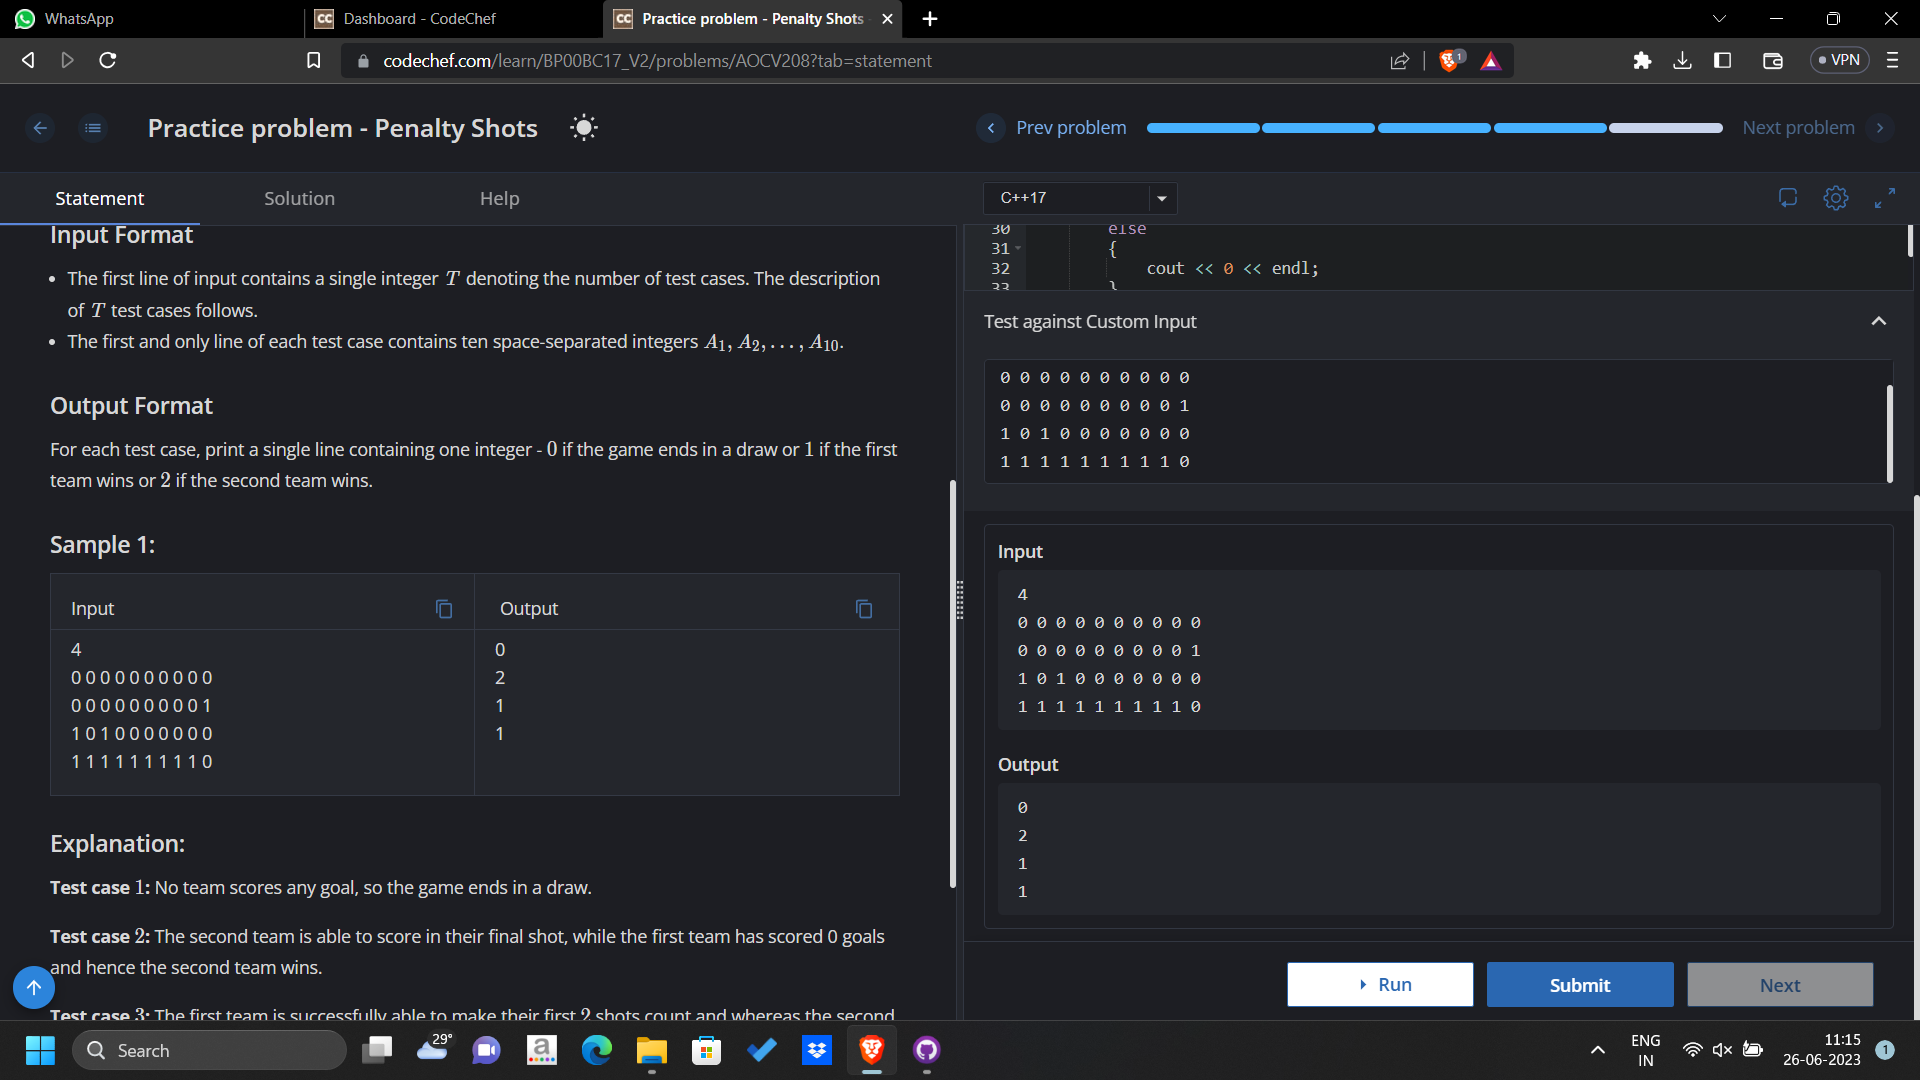 WhatsApp
CC Dashboard - CodeChef
CC Practice problem - Penalty Shots
codechef.com/learn/BP00BC17_V2/problems/AOCV208?tab=statement
1
VPN
Practice problem - Penalty Shots
Prev problem
Next problem
Statement
Solution
Help
Input Format
• The first line of input contains a single integer T denoting the number of test cases. The description
of T test cases follows.
• The first and only line of each test case contains ten space-separated integers A1, A2, . . . , A10.
Output Format
For each test case, print a single line containing one integer - 0 if the game ends in a draw or 1 if the first
team wins or 2 if the second team wins.
Sample 1:
Input
4
0 0 0 0 0 0 0 0 0 0
0 0 0 0 0 0 0 0 0 1
1 0 1 0 0 0 0 0 0 0
1 1 1 1 1 1 1 1 1 0
Output
0
2
1
1
Explanation:
Test case 1: No team scores any goal, so the game ends in a draw.
Test case 2: The second team is able to score in their final shot, while the first team has scored 0 goals
and hence the second team wins.
Test case 3: The first team is successfully able to make their first 2 shots count and whereas the second
C++17
30 else
31 {
32 cout << 0 << endl;
33 }
Test against Custom Input
0 0 0 0 0 0 0 0 0 0
0 0 0 0 0 0 0 0 0 1
1 0 1 0 0 0 0 0 0 0
1 1 1 1 1 1 1 1 1 0
Input
4
0 0 0 0 0 0 0 0 0 0
0 0 0 0 0 0 0 0 0 1
1 0 1 0 0 0 0 0 0 0
1 1 1 1 1 1 1 1 1 0
Output
0
2
1
1
Run
Submit
Next
Search
29°
a
ENG
IN
11:15
26-06-2023
1